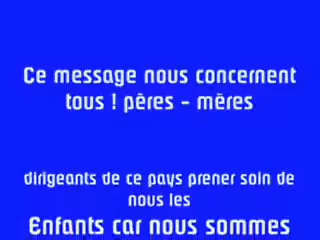 Ce message nous concernent
tous ! pères - mères
dirigeants de ce pays prener soin de
nous les
Enfants car nous sommes